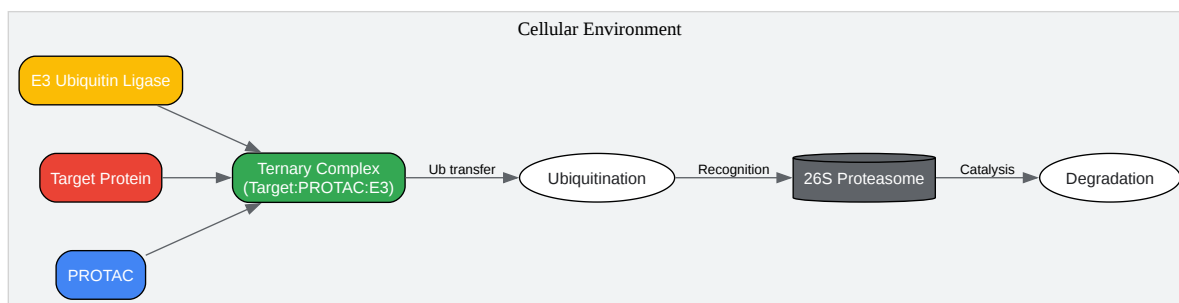 Cellular Environment
E3 Ubiquitin Ligase
Target Protein
PROTAC
Ternary Complex
(Target:PROTAC:E3)
Ub transfer
Ubiquitination
Recognition
26S Proteasome
Catalysis
Degradation